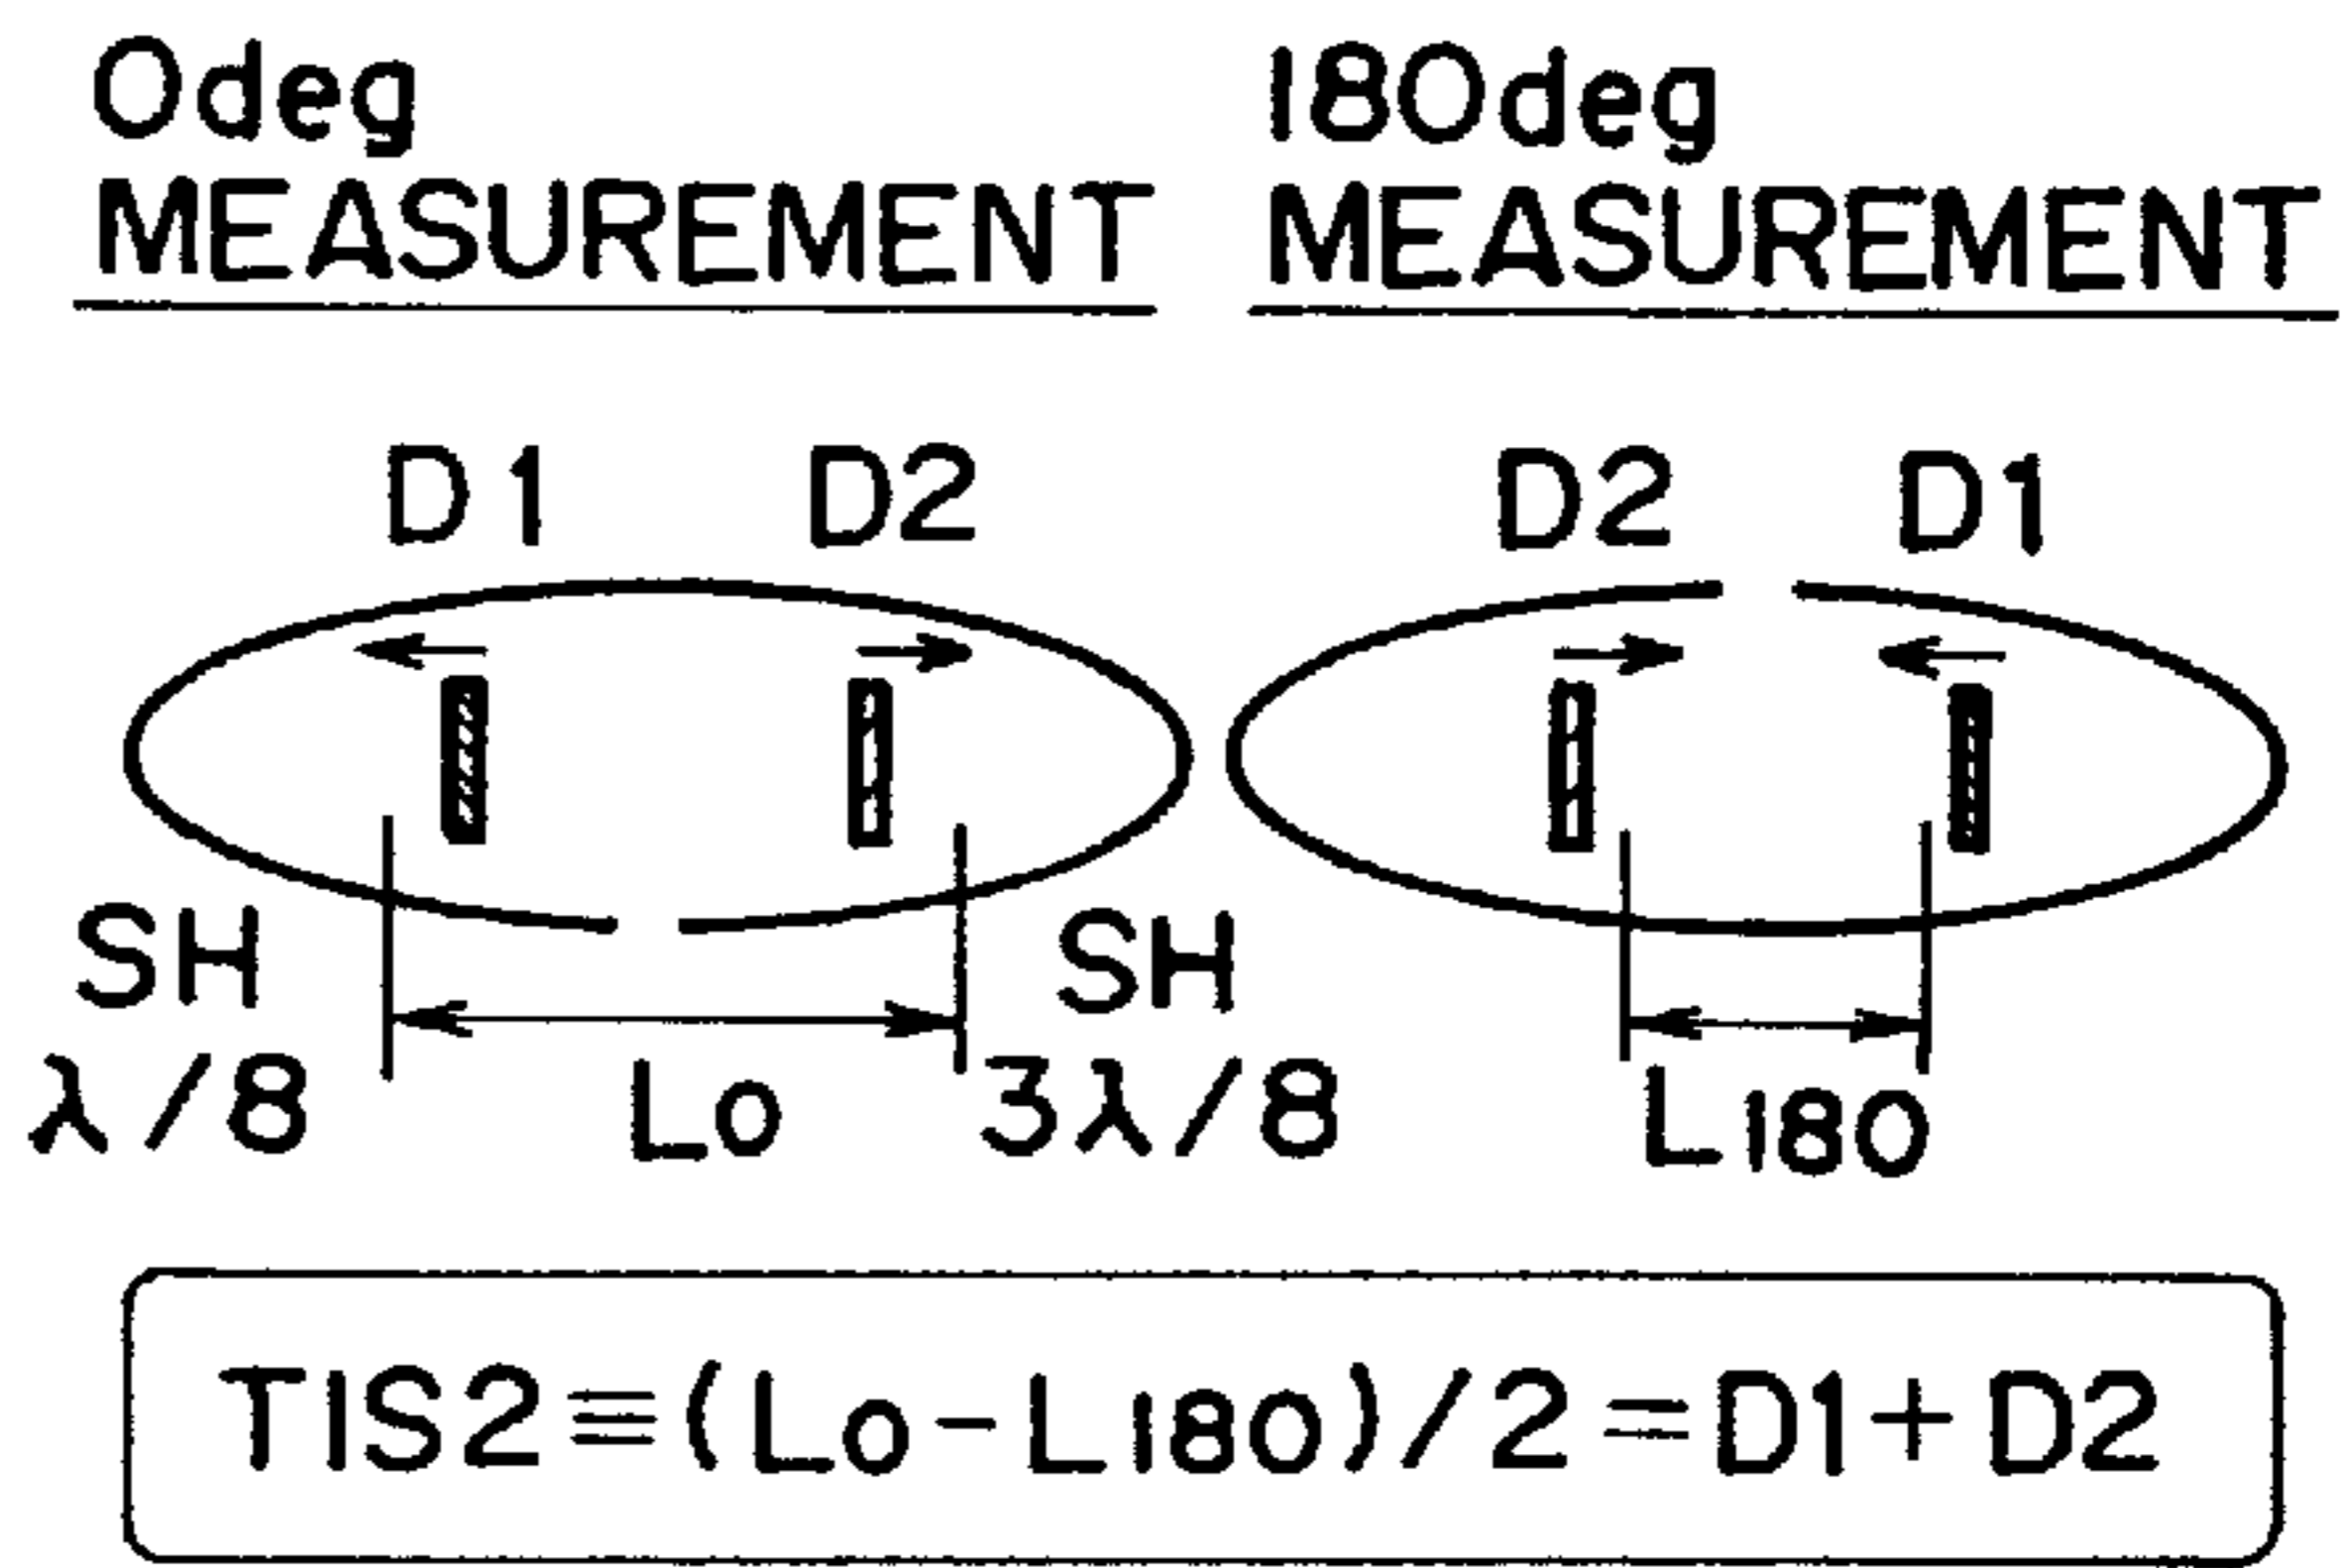 0deg
MEASUREMENT
180deg
MEASUREMENT
D1
D2
D2
D1
SH
λ/8
L0
SH
3λ/8
L180
TIS2≡(L0-L180)/2=D1+D2